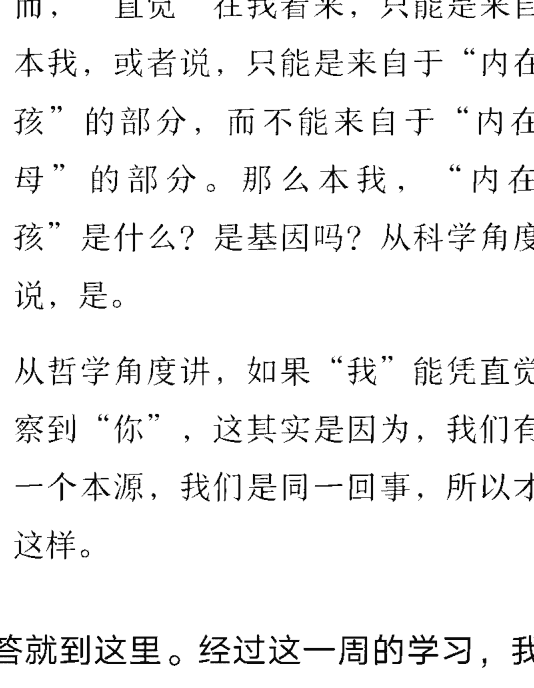 而，“直觉”在我看来，只能是来自
本我，或者说，只能是来自于“内在
孩”的部分，而不能来自于“内在
母”的部分。那么本我，“内在
孩”是什么？是基因吗？从科学角度
说，是。
从哲学角度讲，如果“我”能凭直觉
察到“你”，这其实是因为，我们有
一个本源，我们是同一回事，所以才
这样。
答就到这里。经过这一周的学习，我